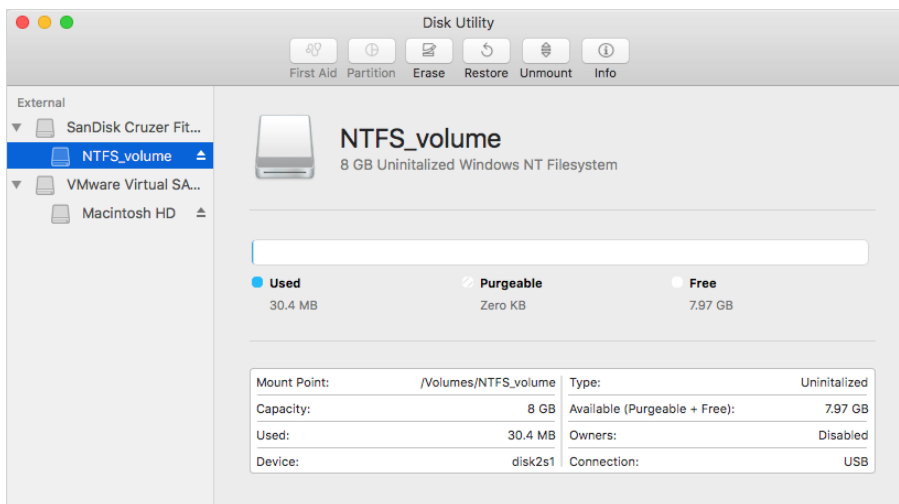 Disk Utility
First Aid Partition Erase Restore Unmount Info
External
SanDisk Cruzer Fit...
NTFS_volume
VMware Virtual SA...
Macintosh HD
NTFS_volume
8 GB Uninitalized Windows NT Filesystem
Used Purgeable Free
30.4 MB Zero KB 7.97 GB
Mount Point: /Volumes/NTFS_volume Type: Uninitalized
Capacity: 8 GB Available (Purgeable + Free): 7.97 GB
Used: 30.4 MB Owners: Disabled
Device: disk2s1 Connection: USB